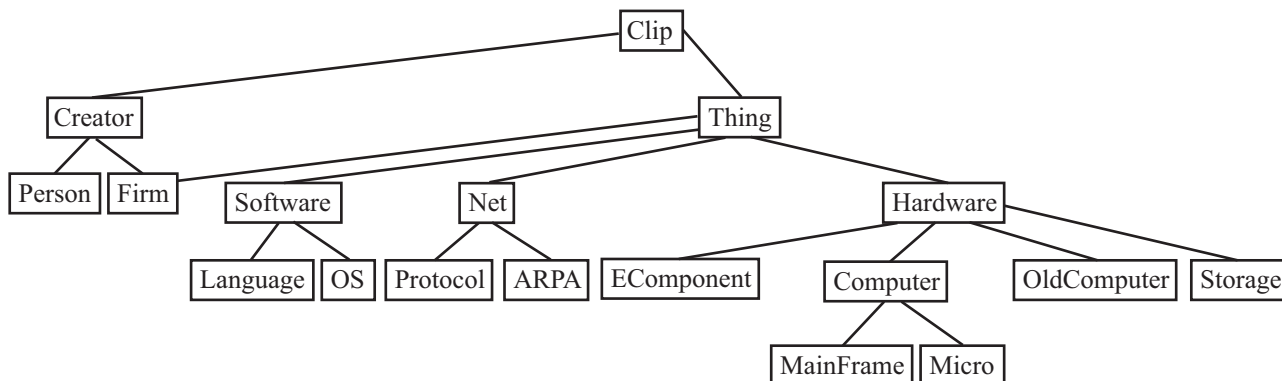 Clip
Creator
Thing
Person
Firm
Software
Net
Hardware
Language
OS
Protocol
ARPA
EComponent
Computer
OldComputer
Storage
MainFrame
Micro